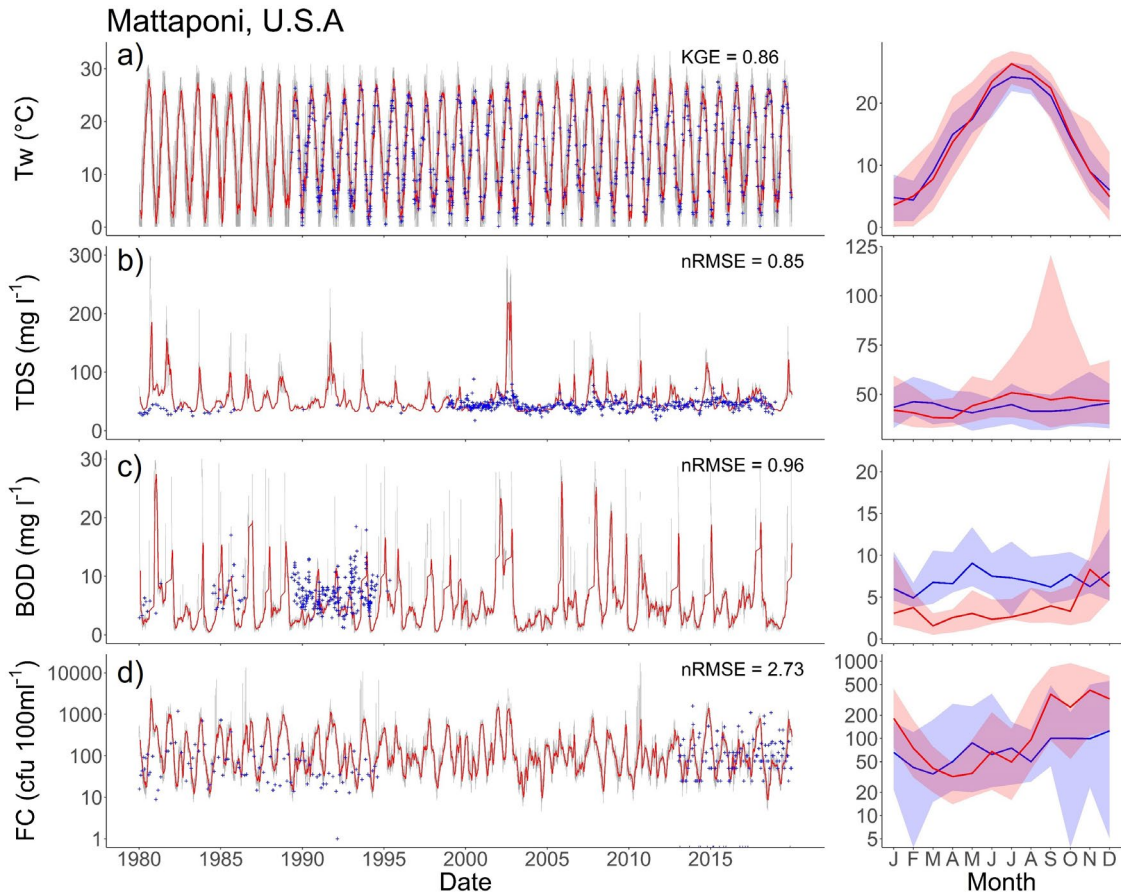 Mattaponi, U.S.A
a)
KGE = 0.86
Tw (°C)
30
20
10
0
20
10
0
b)
nRMSE = 0.85
TDS (mg l⁻¹)
300
200
100
0
125
100
75
50
c)
nRMSE = 0.96
BOD (mg l⁻¹)
30
20
10
0
20
15
10
5
0
d)
nRMSE = 2.73
FC (cfu 100ml⁻¹)
10000
1000
100
10
1
1000
500
200
100
50
20
10
5
1980 1985 1990 1995 2000 2005 2010 2015
J F M A M J J A S O N D
Date
Month